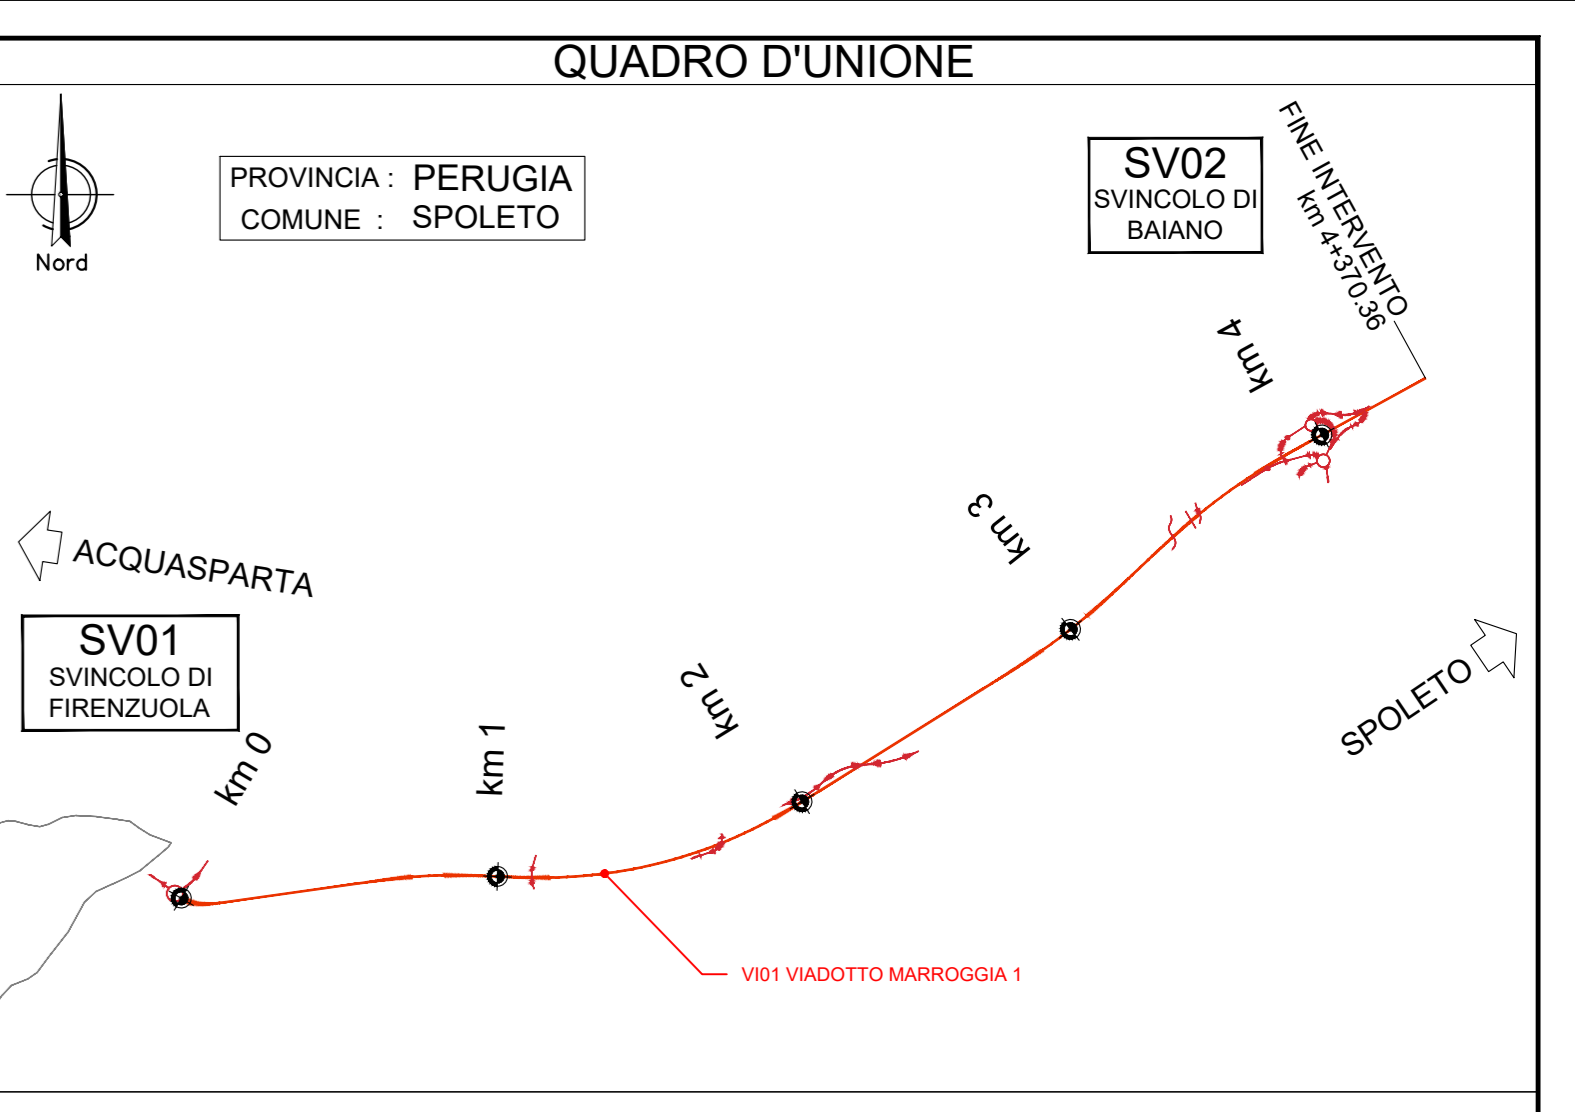 QUADRO D'UNIONE
Nord
PROVINCIA : PERUGIA
COMUNE : SPOLETO
SV02
SVINCOLO DI
BAIANO
FINE INTERVENTO
km 4+370.36
km 4
km 3
ACQUASPARTA
SV01
SVINCOLO DI
FIRENZUOLA
SPOLETO
km 2
km 1
km 0
VI01 VIADOTTO MARROGGIA 1